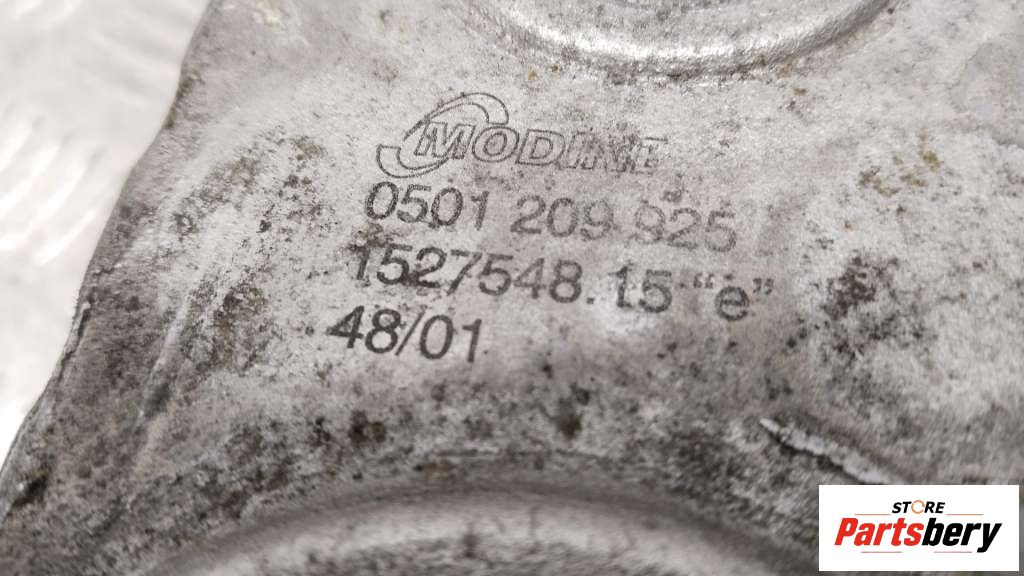 MODINE
0501 209 925
1527548.15 "e"
48/01
STORE
Partsbery